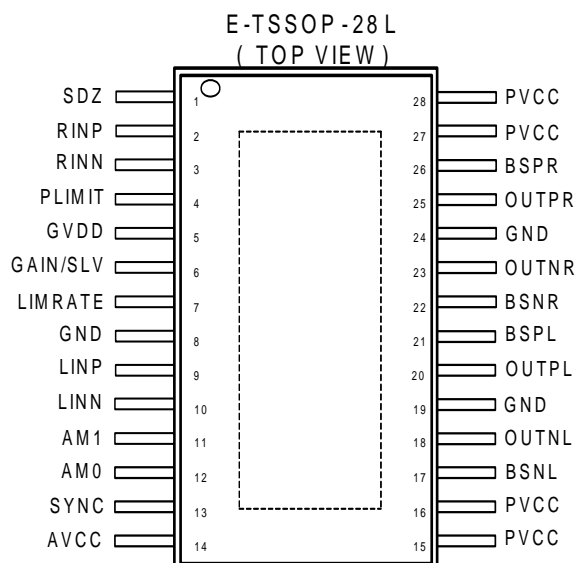 E-TSSOP-28L
( TOP VIEW )
SDZ 1 28 PVCC
RINP 2 27 PVCC
RINN 3 26 BSPR
PLIMIT 4 25 OUTPR
GVDD 5 24 GND
GAIN/SLV 6 23 OUTNR
LIMRATE 7 22 BSNR
GND 8 21 BSPL
LINP 9 20 OUTPL
LINN 10 19 GND
AM1 11 18 OUTNL
AM0 12 17 BSNL
SYNC 13 16 PVCC
AVCC 14 15 PVCC